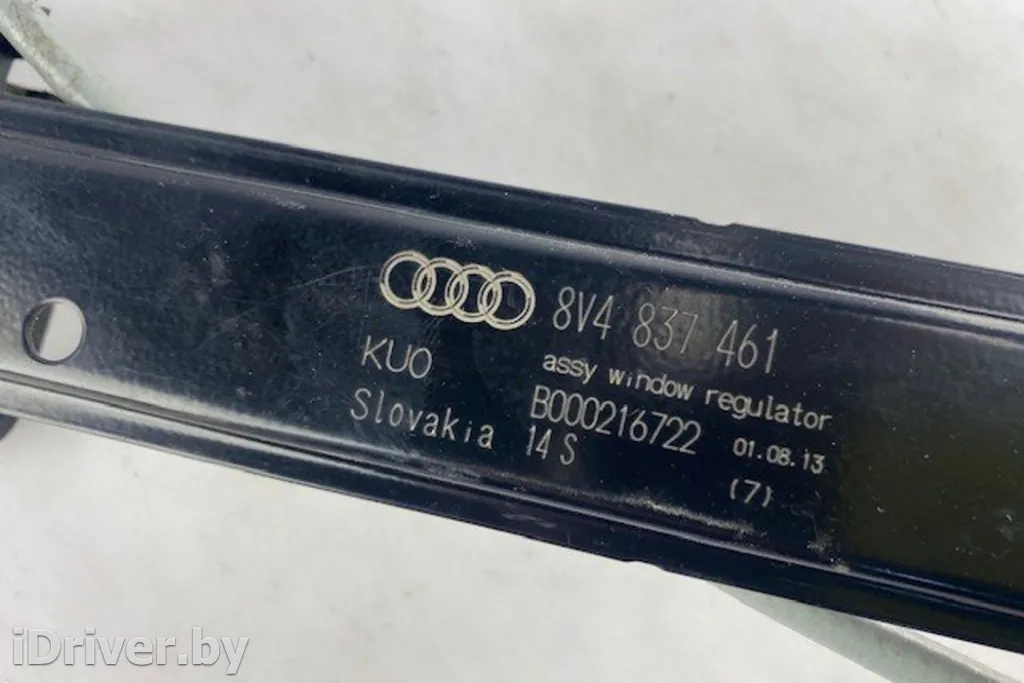 8V4 837 461
KUO
assy window regulator
Slovakia
B000216722
01.08.13
14 S
(7)
iDriver.by